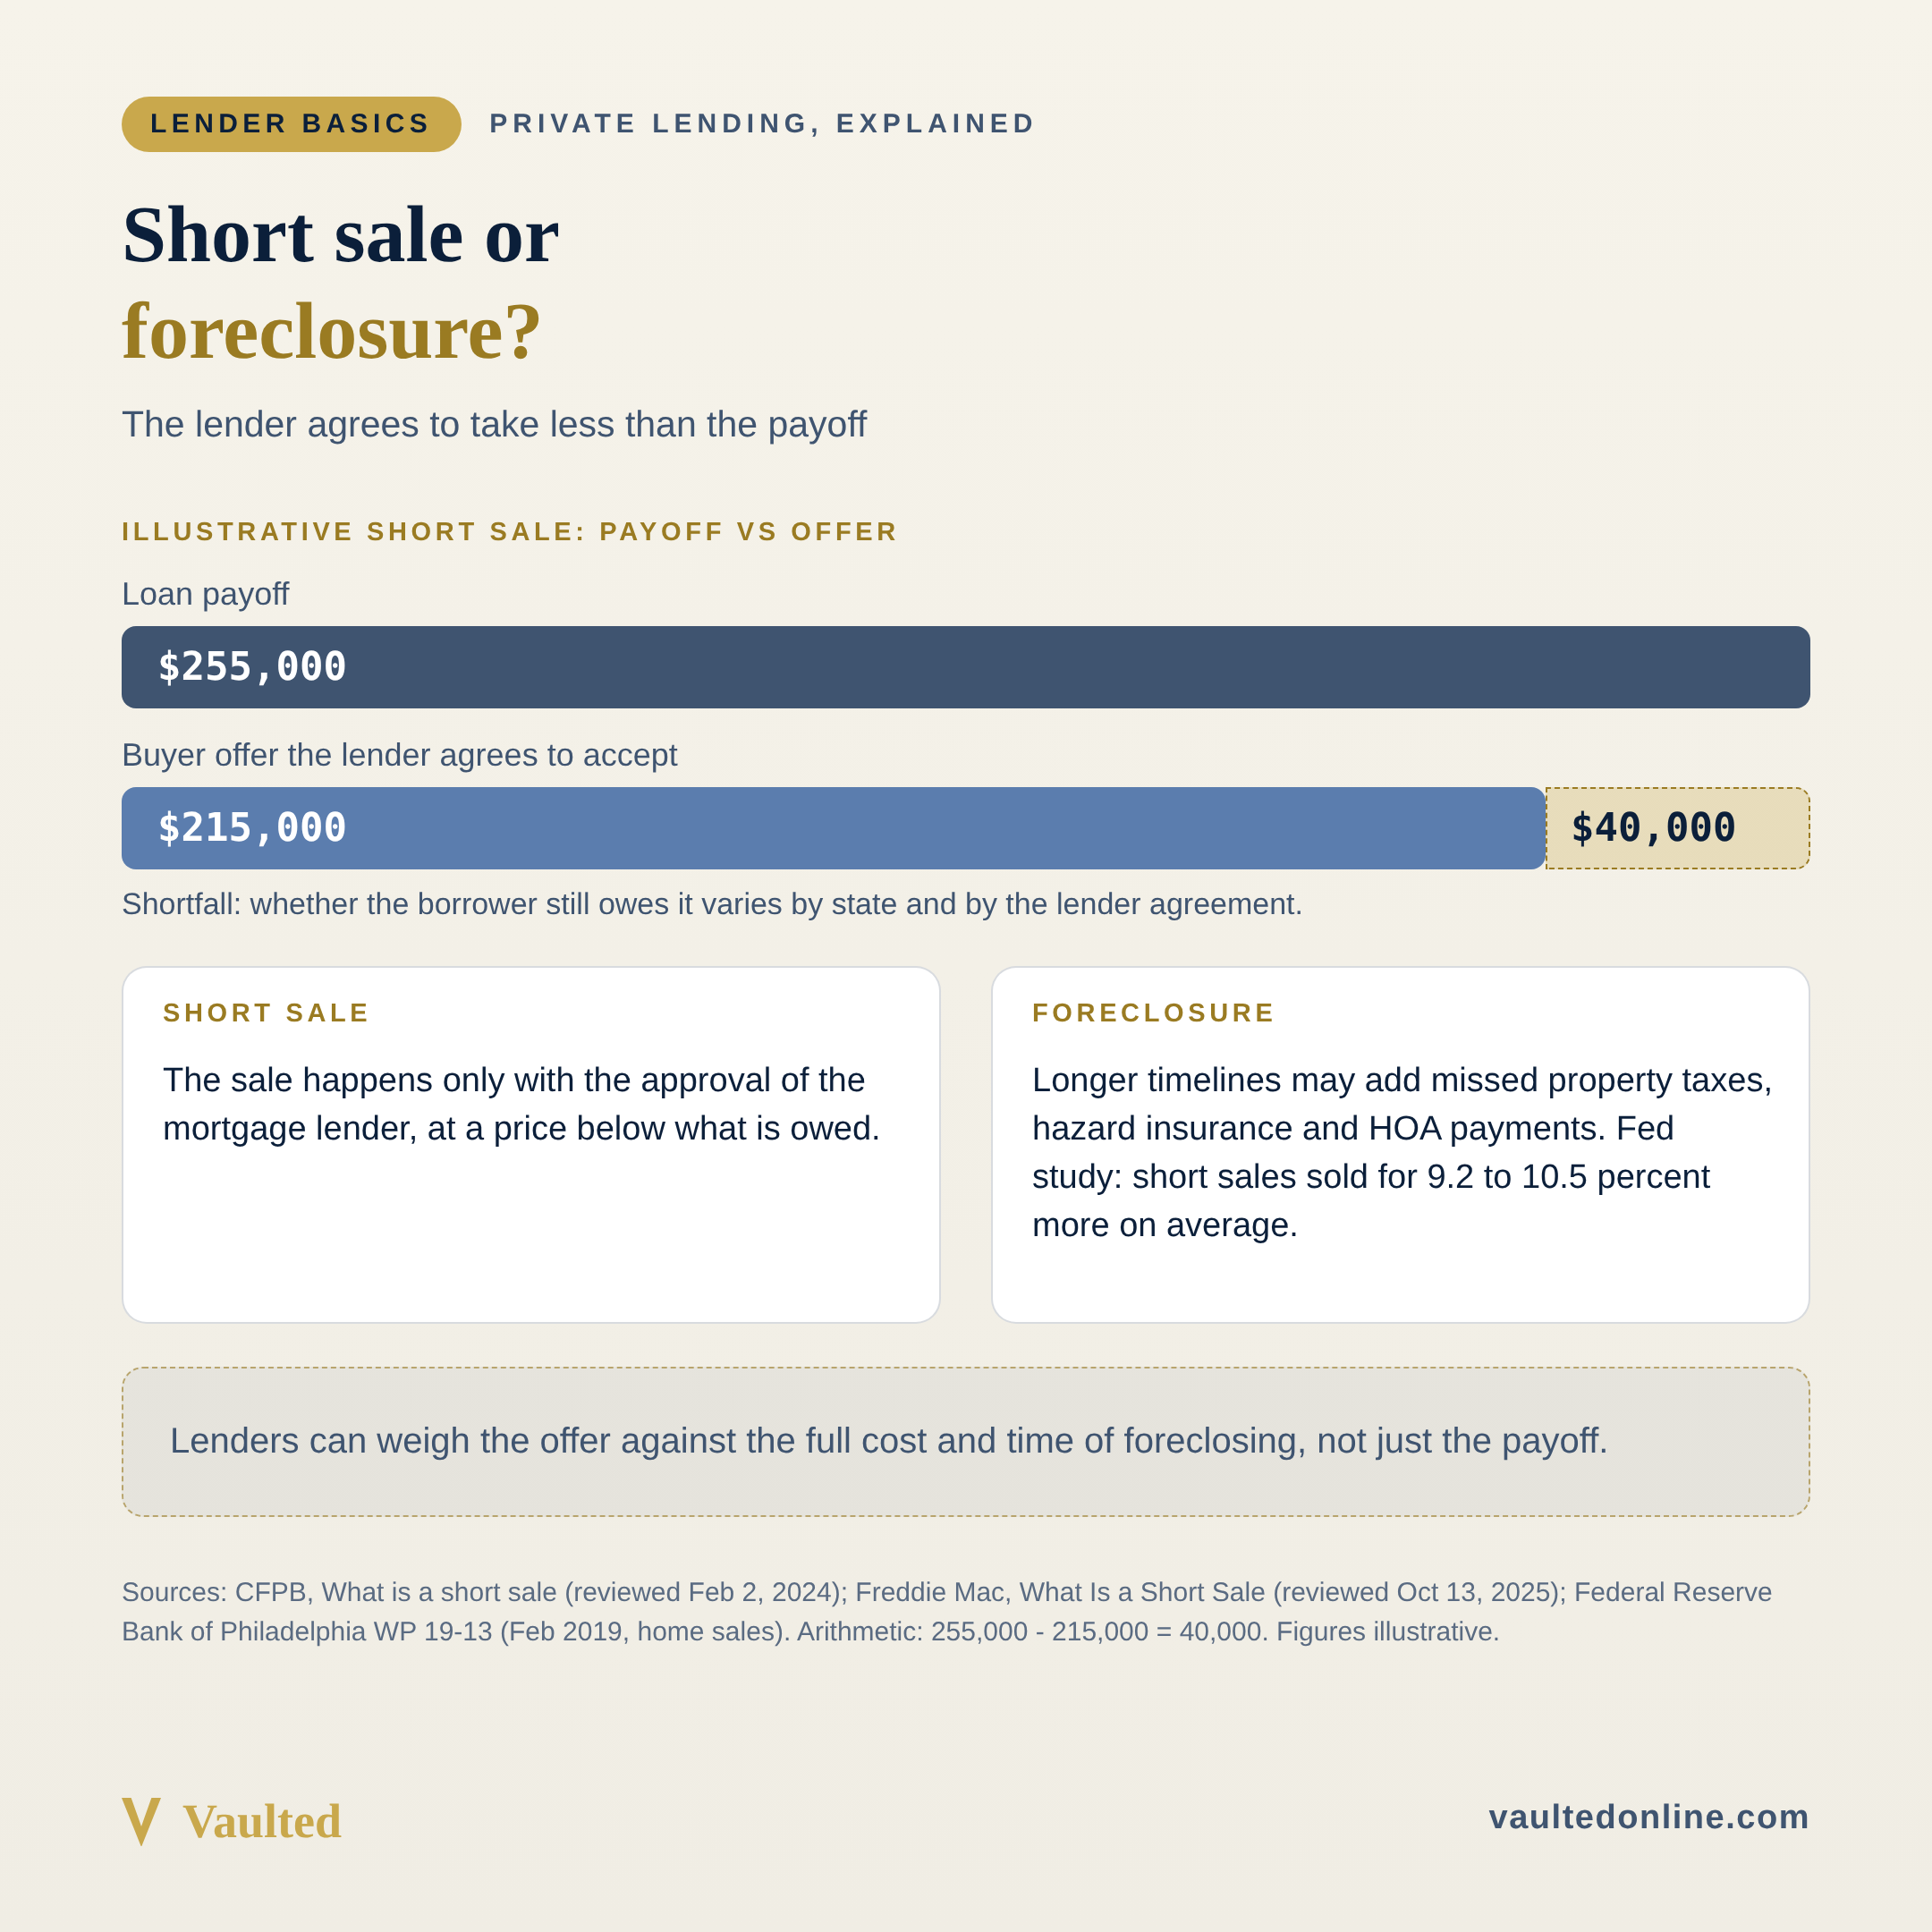 LENDER BASICS PRIVATE LENDING, EXPLAINED
Short sale or
foreclosure?
The lender agrees to take less than the payoff
ILLUSTRATIVE SHORT SALE: PAYOFF VS OFFER
Loan payoff
$255,000
Buyer offer the lender agrees to accept
$215,000 $40,000
Shortfall: whether the borrower still owes it varies by state and by the lender agreement.
SHORT SALE
The sale happens only with the approval of the
mortgage lender, at a price below what is owed.
FORECLOSURE
Longer timelines may add missed property taxes,
hazard insurance and HOA payments. Fed
study: short sales sold for 9.2 to 10.5 percent
more on average.
Lenders can weigh the offer against the full cost and time of foreclosing, not just the payoff.
Sources: CFPB, What is a short sale (reviewed Feb 2, 2024); Freddie Mac, What Is a Short Sale (reviewed Oct 13, 2025); Federal Reserve
Bank of Philadelphia WP 19-13 (Feb 2019, home sales). Arithmetic: 255,000 - 215,000 = 40,000. Figures illustrative.
Vaulted
vaultedonline.com